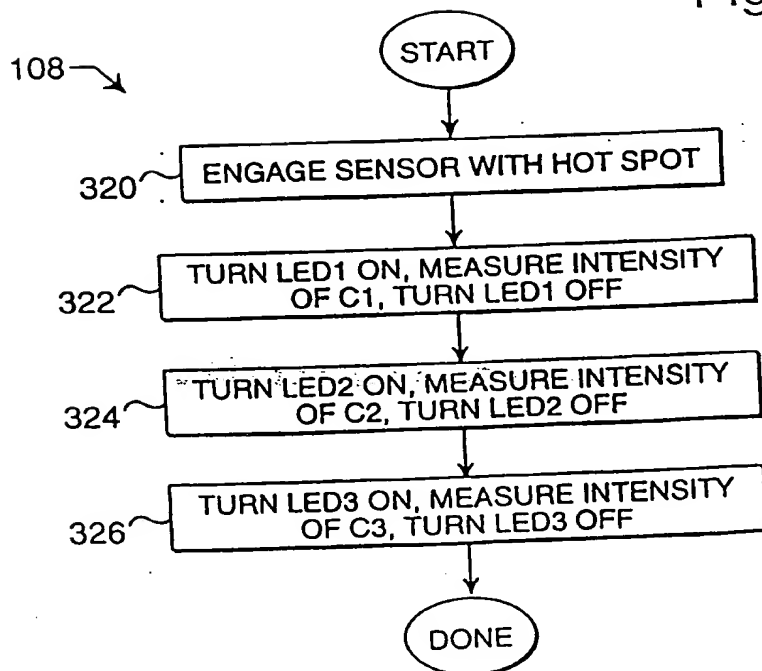 START
108
ENGAGE SENSOR WITH HOT SPOT
320
TURN LED1 ON, MEASURE INTENSITY
OF C1, TURN LED1 OFF
322
TURN LED2 ON, MEASURE INTENSITY
OF C2, TURN LED2 OFF
324
TURN LED3 ON, MEASURE INTENSITY
OF C3, TURN LED3 OFF
326
DONE